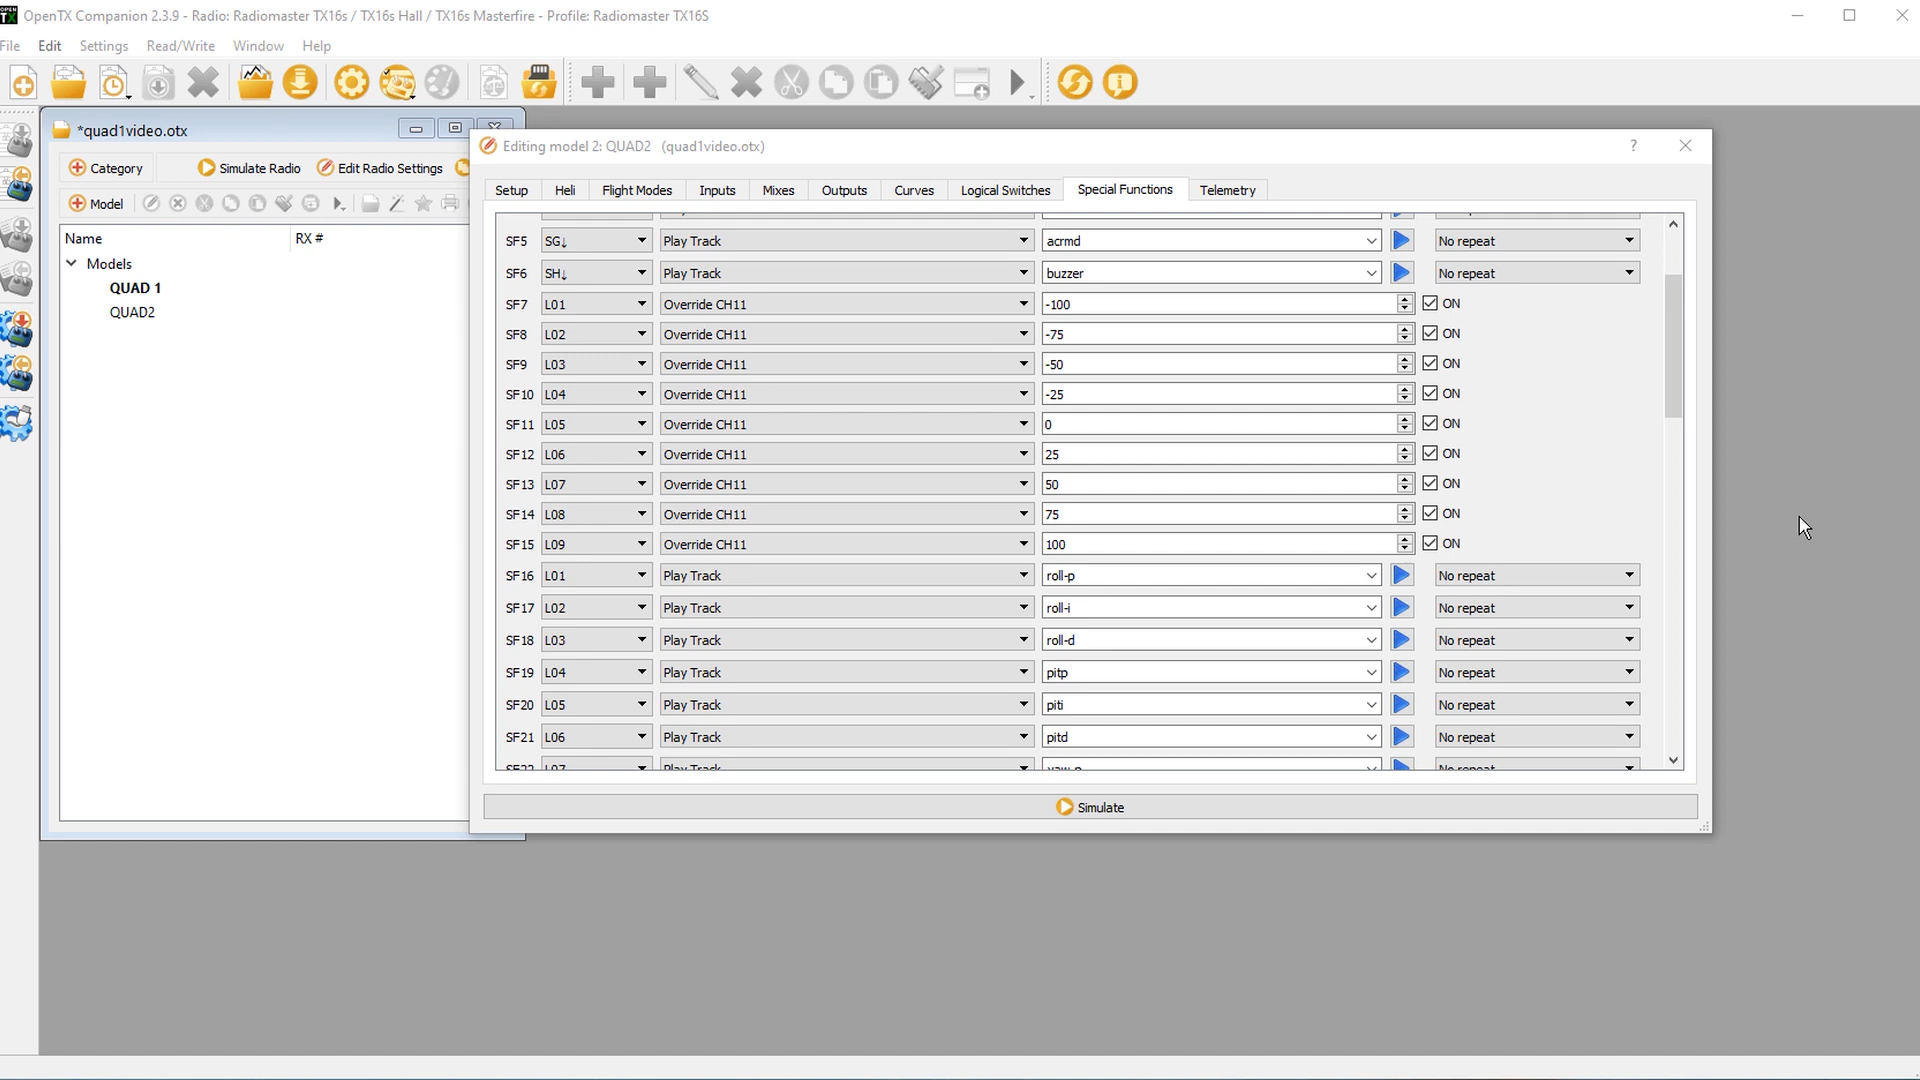 OpenTX Companion 2.3.9 - Radio: Radiomaster TX16s / TX16s Hall / TX16s Masterfire - Profile: Radiomaster TX16S
File Edit Settings Read/Write Window Help
*quad1video.otx
Category Simulate Radio Edit Radio Settings
Model
Name RX #
Models
QUAD 1
QUAD2
Editing model 2: QUAD2 (quad1video.otx)
Setup Heli Flight Modes Inputs Mixes Outputs Curves Logical Switches Special Functions Telemetry
SF5 SG↓ Play Track acrmd No repeat
SF6 SH↓ Play Track buzzer No repeat
SF7 L01 Override CH11 -100 ON
SF8 L02 Override CH11 -75 ON
SF9 L03 Override CH11 -50 ON
SF10 L04 Override CH11 -25 ON
SF11 L05 Override CH11 0 ON
SF12 L06 Override CH11 25 ON
SF13 L07 Override CH11 50 ON
SF14 L08 Override CH11 75 ON
SF15 L09 Override CH11 100 ON
SF16 L01 Play Track roll-p No repeat
SF17 L02 Play Track roll-i No repeat
SF18 L03 Play Track roll-d No repeat
SF19 L04 Play Track pitp No repeat
SF20 L05 Play Track piti No repeat
SF21 L06 Play Track pitd No repeat
SF22 L07 Play Track yaw-p No repeat
Simulate